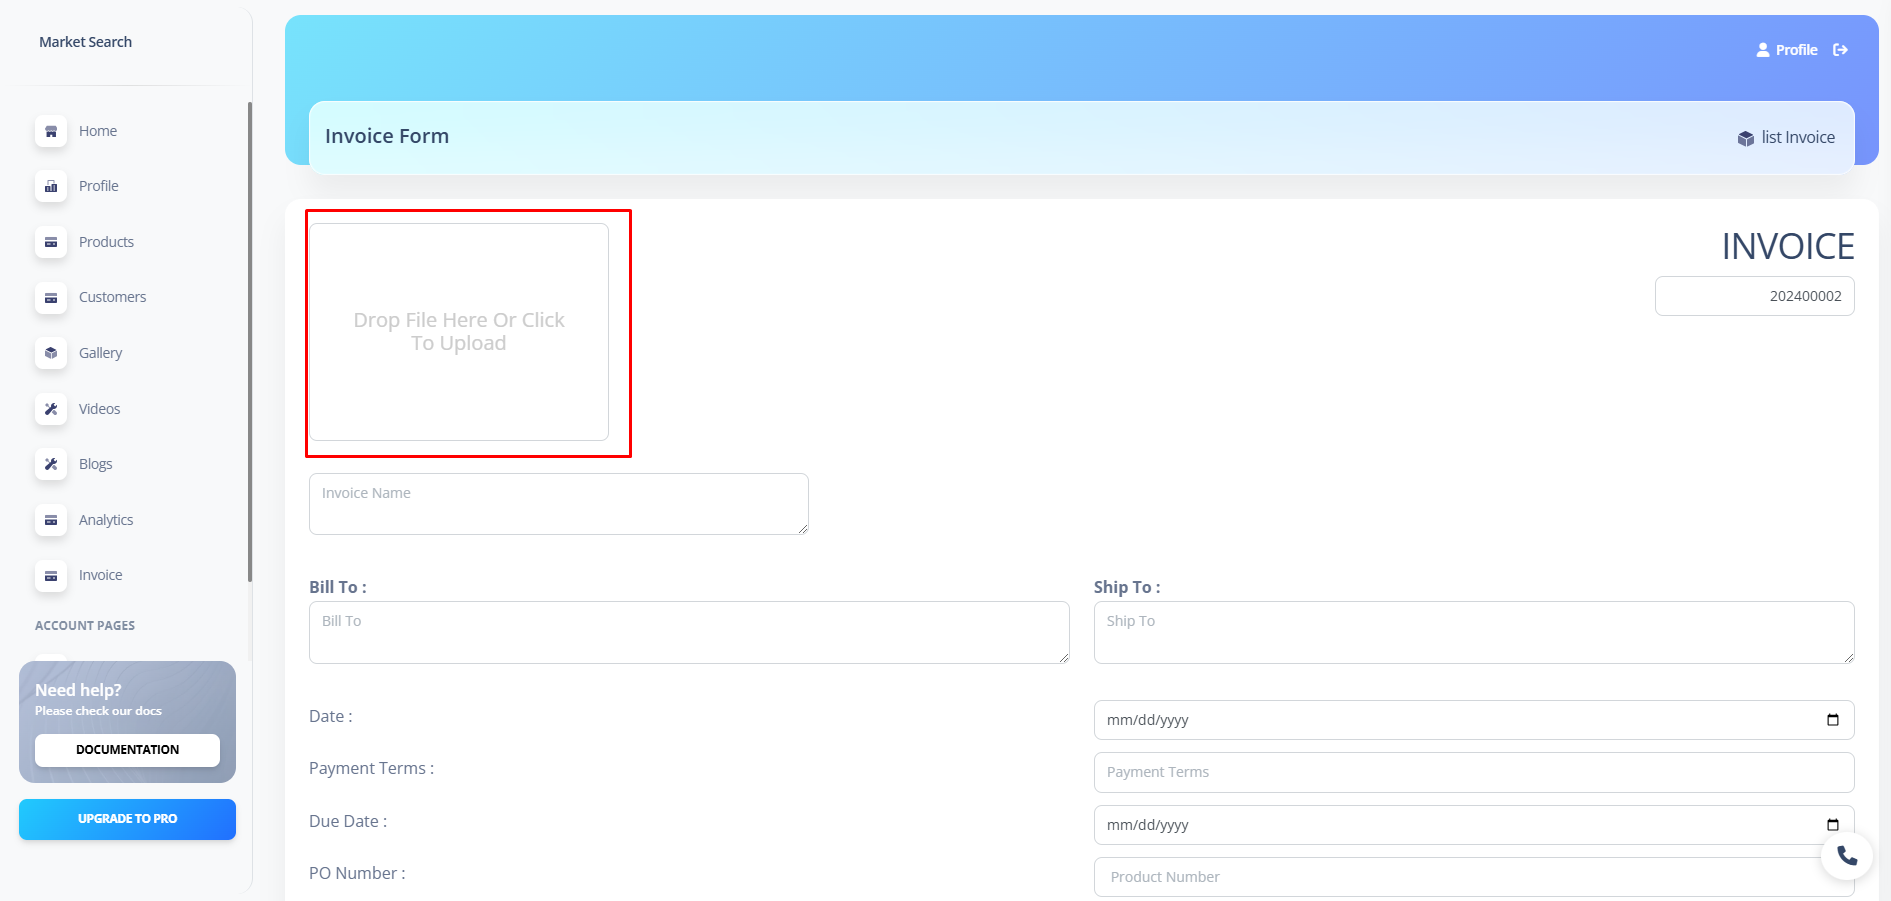 Market Search
Home
Profile
Products
Customers
Gallery
Videos
Blogs
Analytics
Invoice
ACCOUNT PAGES
Need help?
Please check our docs
DOCUMENTATION
UPGRADE TO PRO
Profile
Invoice Form
list Invoice
Drop File Here Or Click
To Upload
INVOICE
202400002
Invoice Name
Bill To :
Bill To
Ship To :
Ship To
Date :
mm/dd/yyyy
Payment Terms :
Payment Terms
Due Date :
mm/dd/yyyy
PO Number :
Product Number